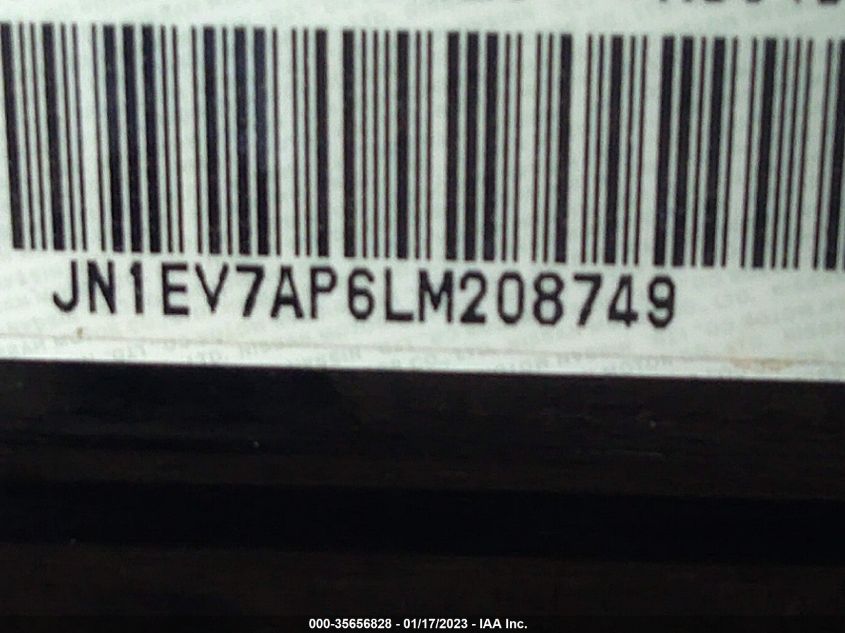 JN1EV7AP6LM208749
000-35656828 - 01/17/2023 - IAA Inc.